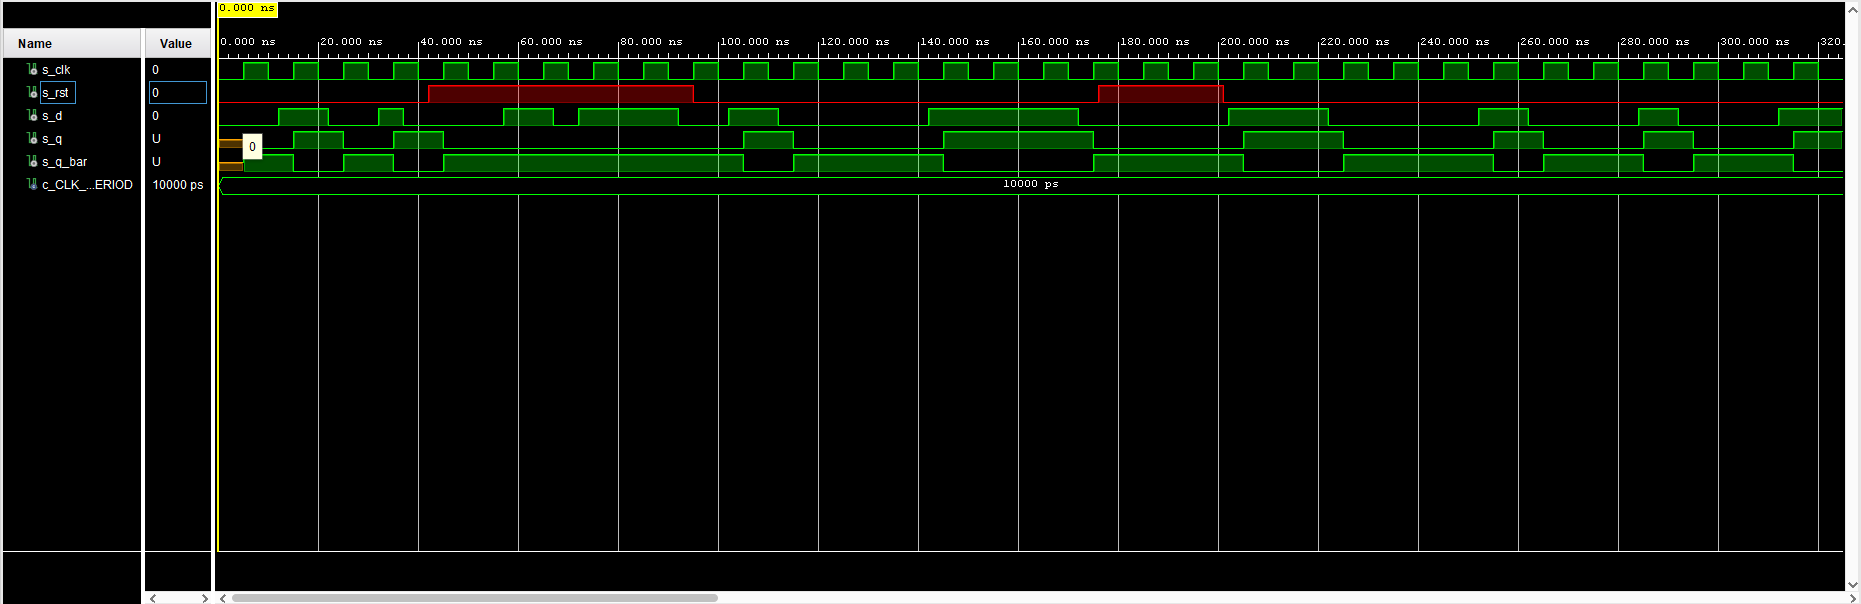 0.000 ns
Name Value
0.000 ns 20.000 ns 40.000 ns 60.000 ns 80.000 ns 100.000 ns 120.000 ns 140.000 ns 160.000 ns 180.000 ns 200.000 ns 220.000 ns 240.000 ns 260.000 ns 280.000 ns 300.000 ns 320.
s_clk 0
s_rst 0
s_d 0
s_q U
0
s_q_bar U
c_CLK_...ERIOD 10000 ps 10000 ps